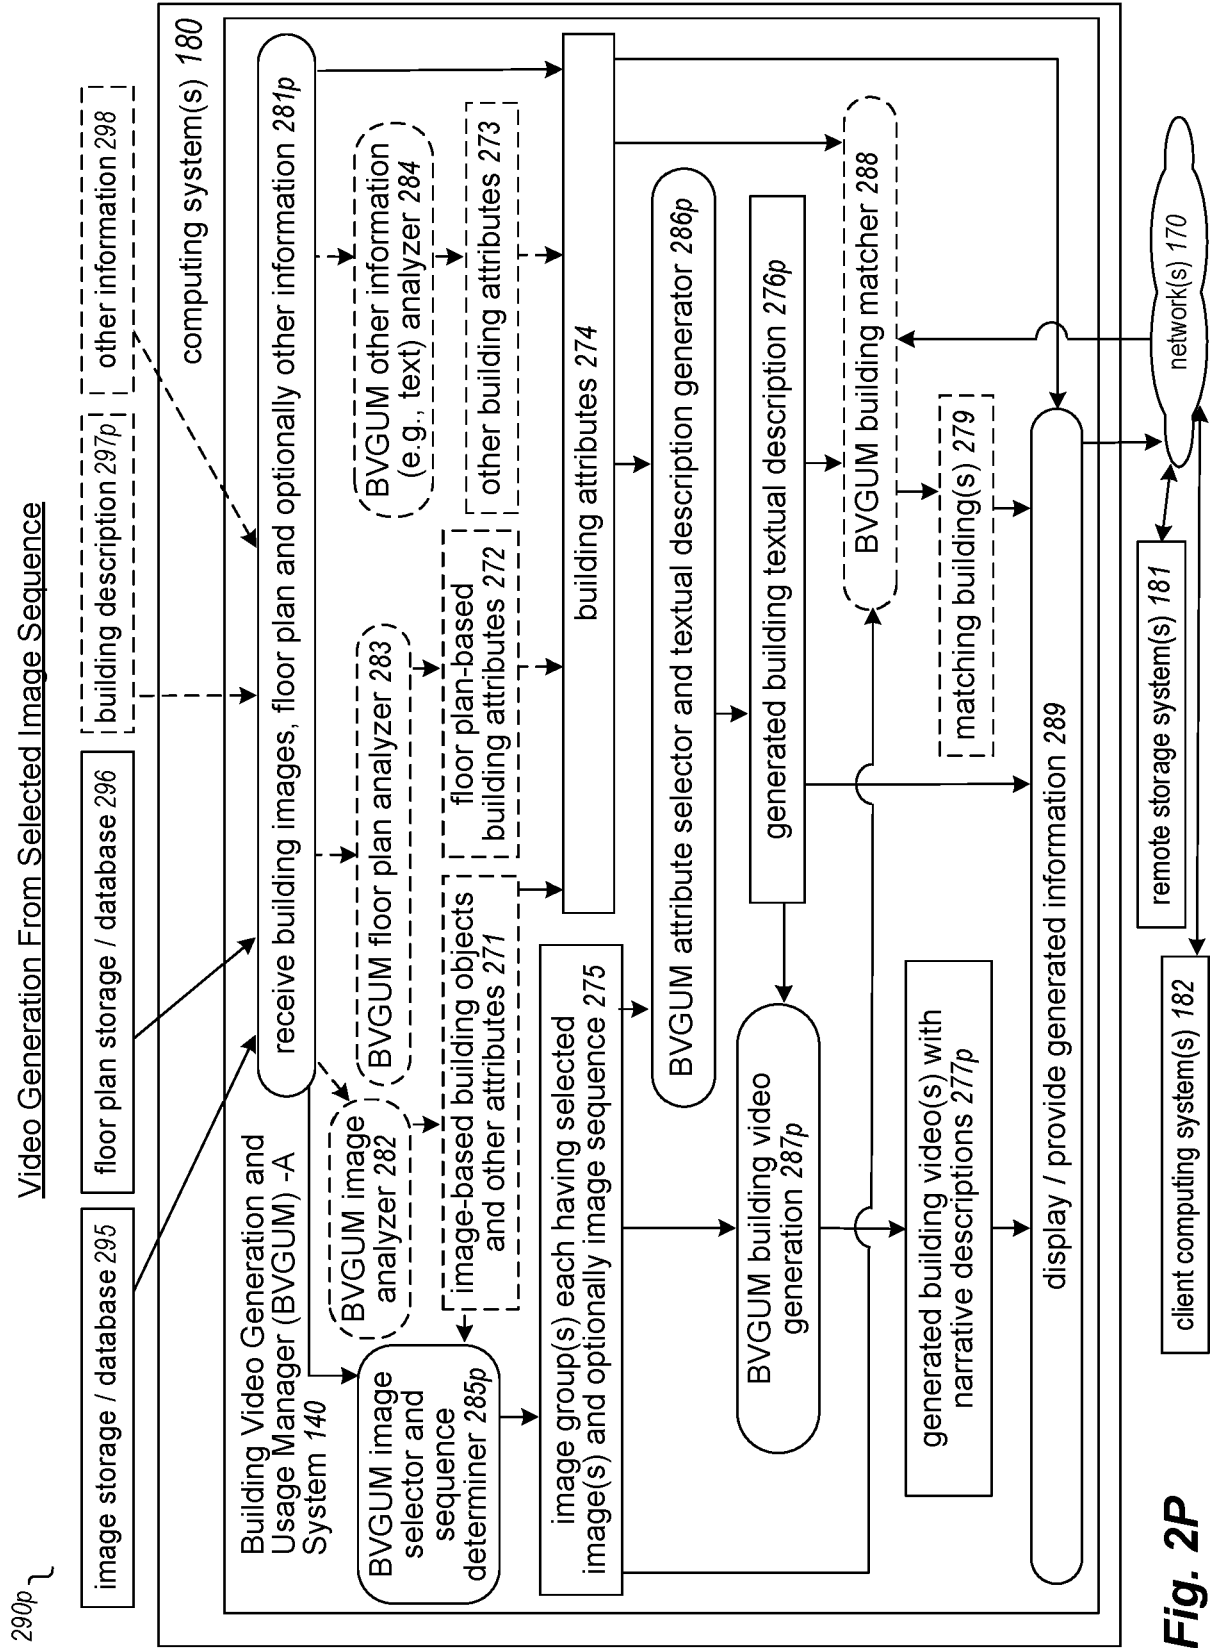 290p
Video Generation From Selected Image Sequence
image storage / database 295
floor plan storage / database 296
building description 297p
other information 298
computing system(s) 180
Building Video Generation and
Usage Manager (BVGUM) -A
System 140
receive building images, floor plan and optionally other information 281p
BVGUM image
analyzer 282
BVGUM floor plan analyzer 283
BVGUM other information
(e.g., text) analyzer 284
BVGUM image
selector and
sequence
determiner 285p
image-based building objects
and other attributes 271
floor plan-based
building attributes 272
other building attributes 273
image group(s) each having selected
image(s) and optionally image sequence 275
building attributes 274
BVGUM attribute selector and textual description generator 286p
BVGUM building video
generation 287p
generated building textual description 276p
BVGUM building matcher 288
generated building video(s) with
narrative descriptions 277p
matching building(s) 279
display / provide generated information 289
client computing system(s) 182
remote storage system(s) 181
network(s) 170
Fig. 2P